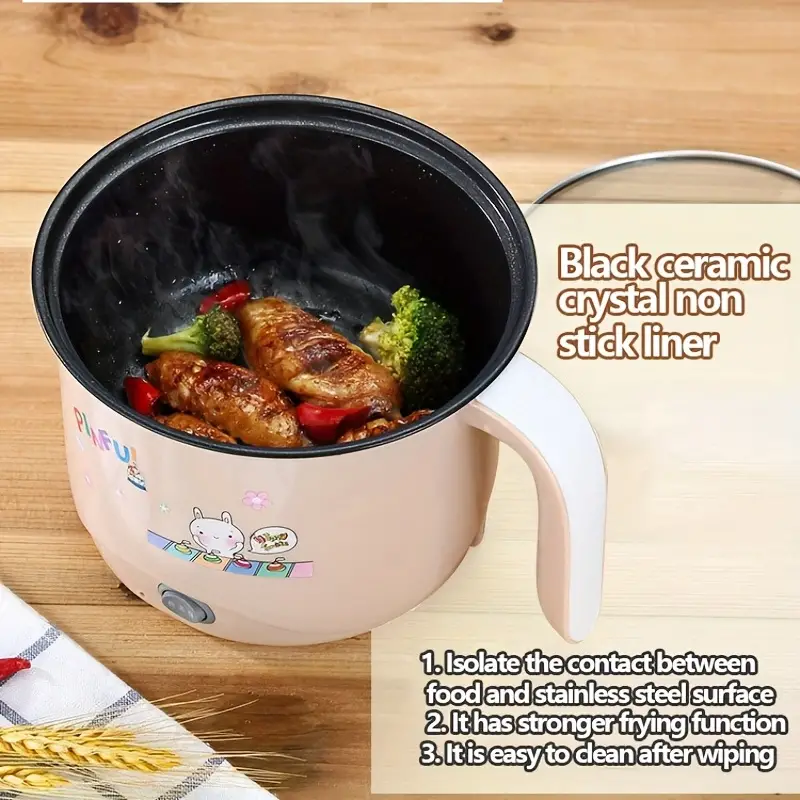 Black ceramic
crystal non
stick liner
PINFU!
1. Isolate the contact between
food and stainless steel surface
2. It has stronger frying function
3. It is easy to clean after wiping